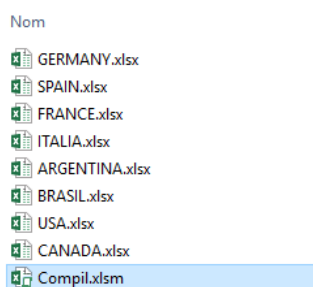 Nom
GERMANY.xlsx
SPAIN.xlsx
FRANCE.xlsx
ITALIA.xlsx
ARGENTINA.xlsx
BRASIL.xlsx
USA.xlsx
CANADA.xlsx
Compil.xlsm